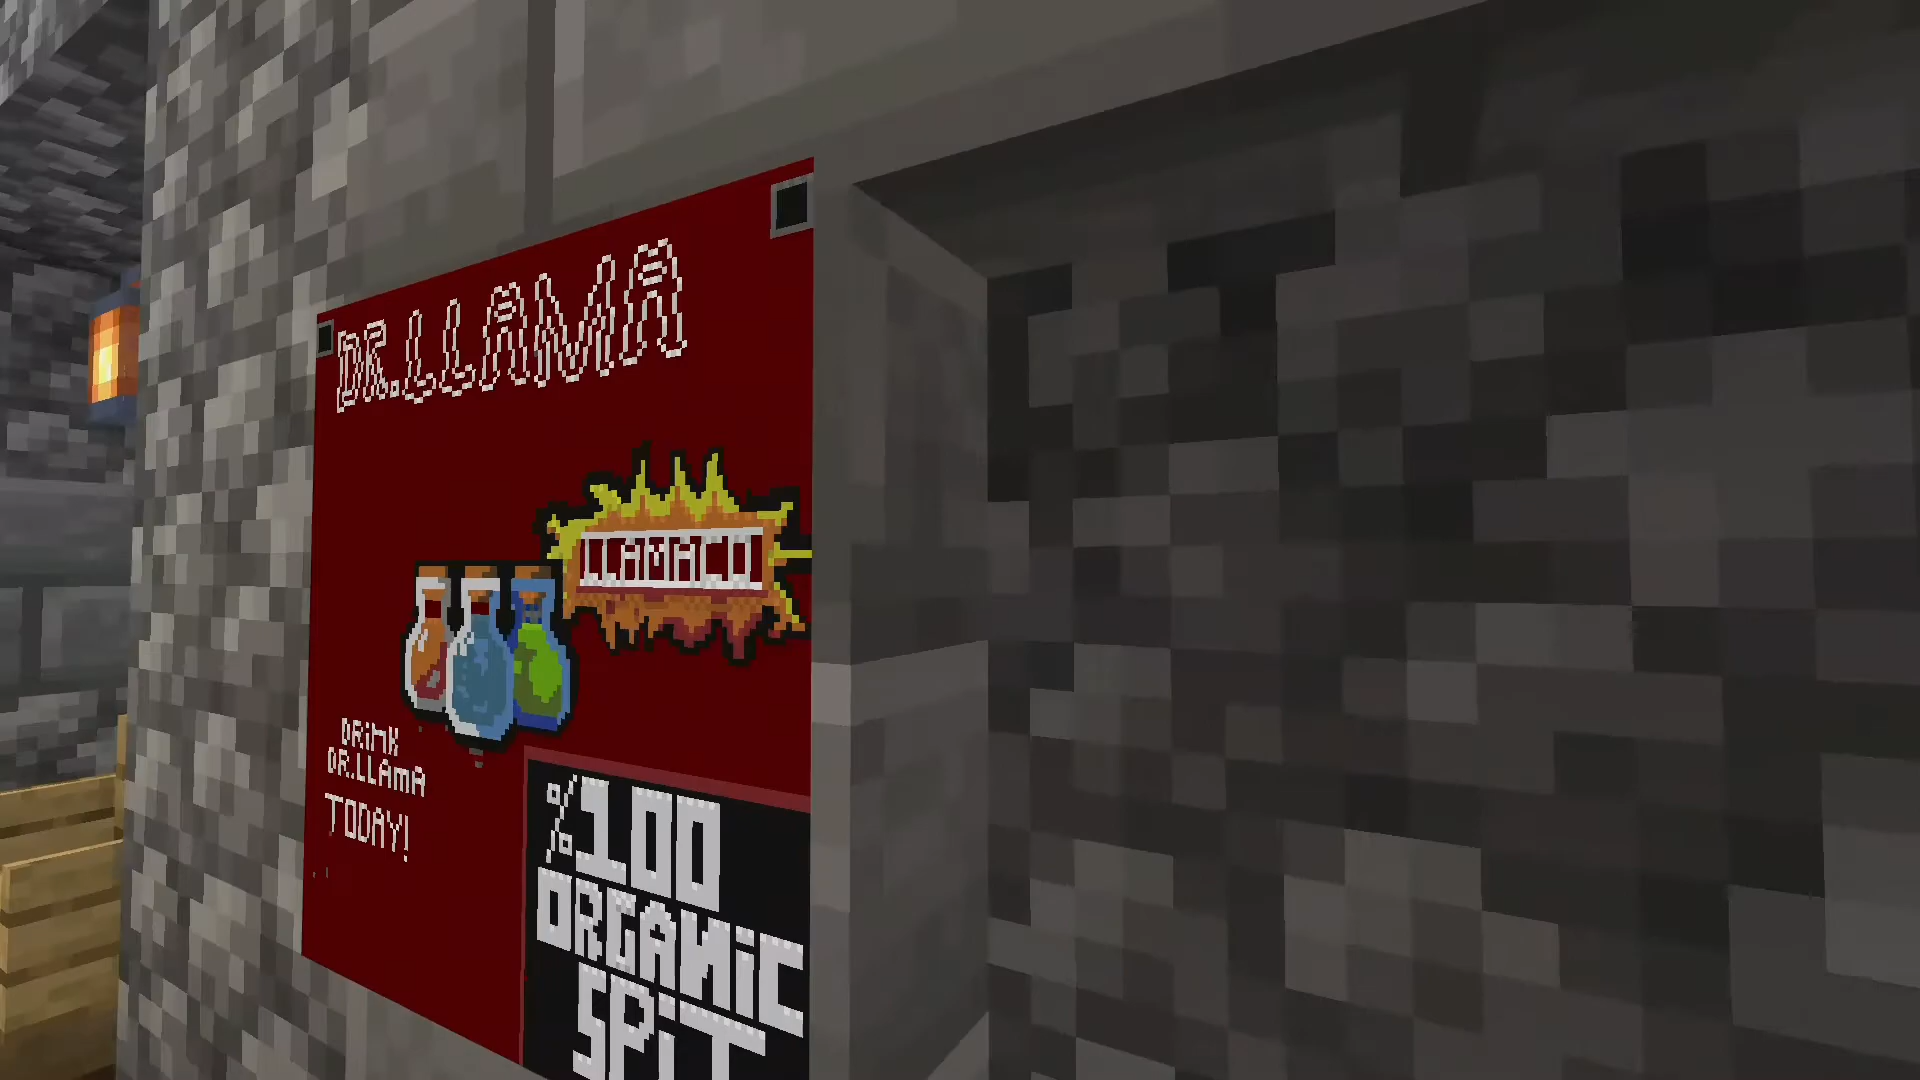 DR.LLAMA
LLAMACO
DRiNK
DR.LLAmA
TODAY!
%100
ORGANiC
SPiT